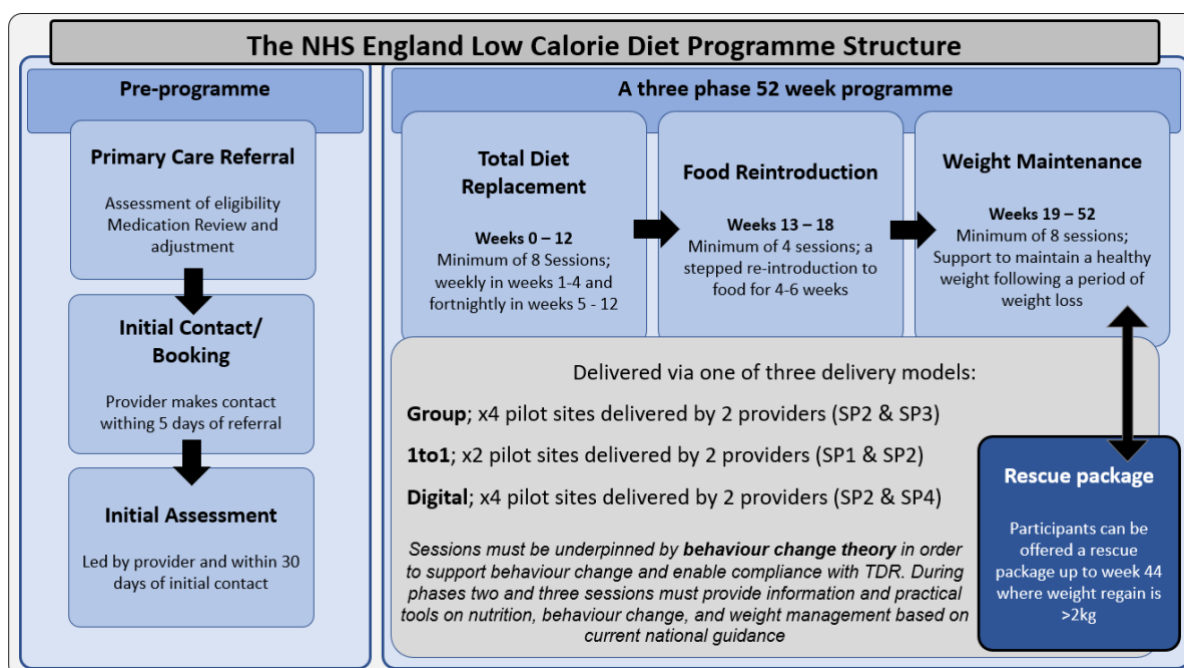 The NHS England Low Calorie Diet Programme Structure
Pre-programme
Primary Care Referral
Assessment of eligibility
Medication Review and
adjustment
Initial Contact/
Booking
Provider makes contact
withing 5 days of referral
Initial Assessment
Led by provider and within 30
days of initial contact
A three phase 52 week programme
Total Diet
Replacement
Weeks 0 – 12
Minimum of 8 Sessions;
weekly in weeks 1-4 and
fortnightly in weeks 5 - 12
Food Reintroduction
Weeks 13 – 18
Minimum of 4 sessions; a
stepped re-introduction to
food for 4-6 weeks
Weight Maintenance
Weeks 19 – 52
Minimum of 8 sessions;
Support to maintain a healthy
weight following a period of
weight loss
Delivered via one of three delivery models:
Group; x4 pilot sites delivered by 2 providers (SP2 & SP3)
1to1; x2 pilot sites delivered by 2 providers (SP1 & SP2)
Digital; x4 pilot sites delivered by 2 providers (SP2 & SP4)
Sessions must be underpinned by behaviour change theory in order
to support behaviour change and enable compliance with TDR. During
phases two and three sessions must provide information and practical
tools on nutrition, behaviour change, and weight management based on
current national guidance
Rescue package
Participants can be
offered a rescue
package up to week 44
where weight regain is
>2kg